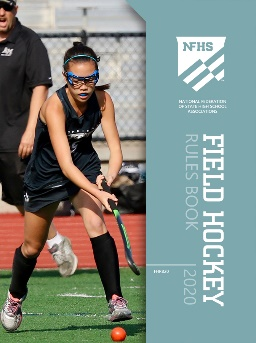 NFHS
NATIONAL FEDERATION
OF STATE HIGH SCHOOL
ASSOCIATIONS
FIELD HOCKEY
RULES BOOK
2020